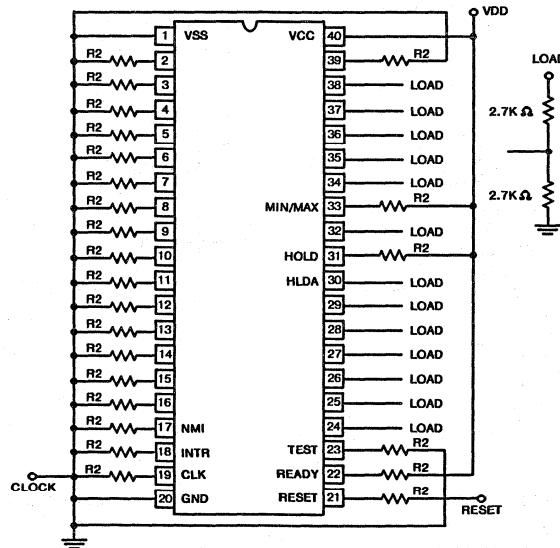 VDD
1 VSS VCC 40
R2 2 39 R2
R2 3 38 LOAD
R2 4 37 LOAD
R2 5 36 LOAD
R2 6 35 LOAD
R2 7 34 LOAD
R2 8 MIN/MAX 33 R2
R2 9 32 LOAD
R2 10 HOLD 31 R2
R2 11 HLDA 30 LOAD
R2 12 29 LOAD
R2 13 28 LOAD
R2 14 27 LOAD
R2 15 26 LOAD
R2 16 25 LOAD
R2 17 NMI 24 LOAD
R2 18 INTR TEST 23 R2
CLOCK R2 19 CLK READY 22 R2
20 GND RESET 21 R2 RESET
LOAD
2.7K Ω
2.7K Ω